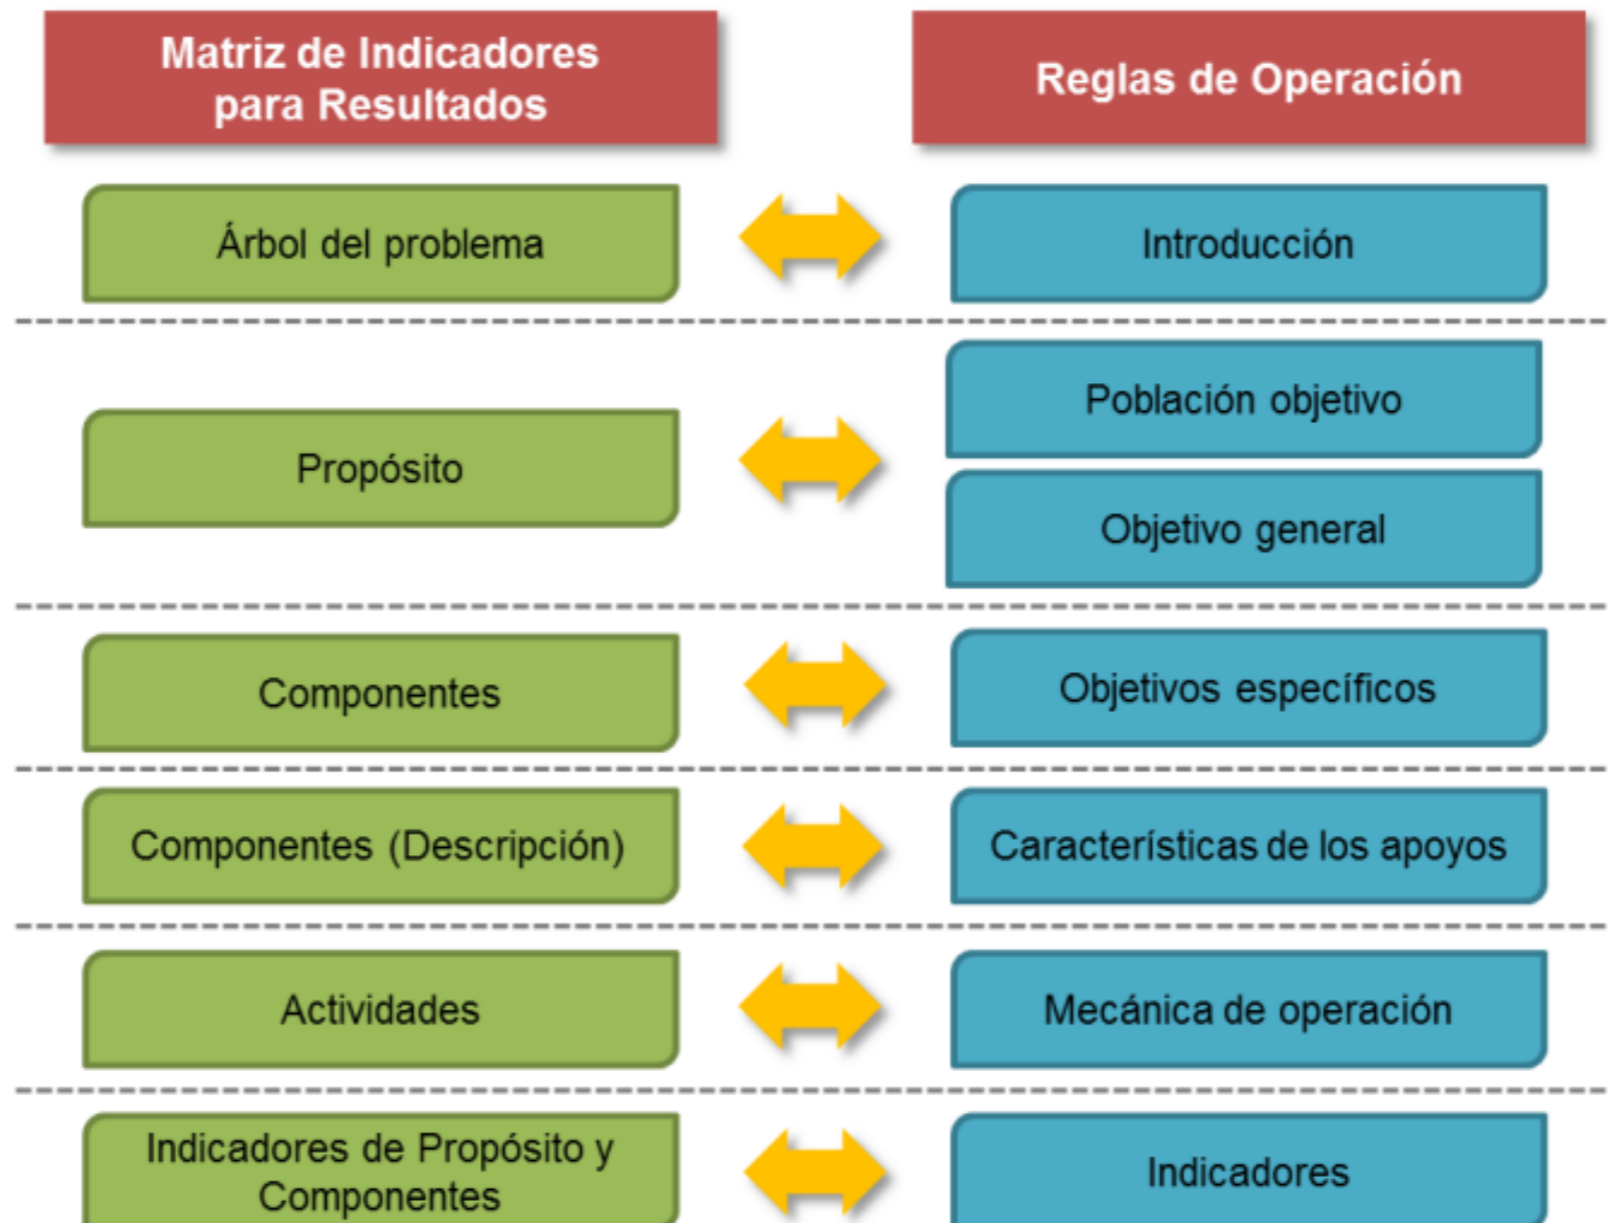 Matriz de Indicadores
para Resultados
Reglas de Operación
Árbol del problema
Introducción
Propósito
Población objetivo
Objetivo general
Componentes
Objetivos específicos
Componentes (Descripción)
Características de los apoyos
Actividades
Mecánica de operación
Indicadores de Propósito y
Componentes
Indicadores